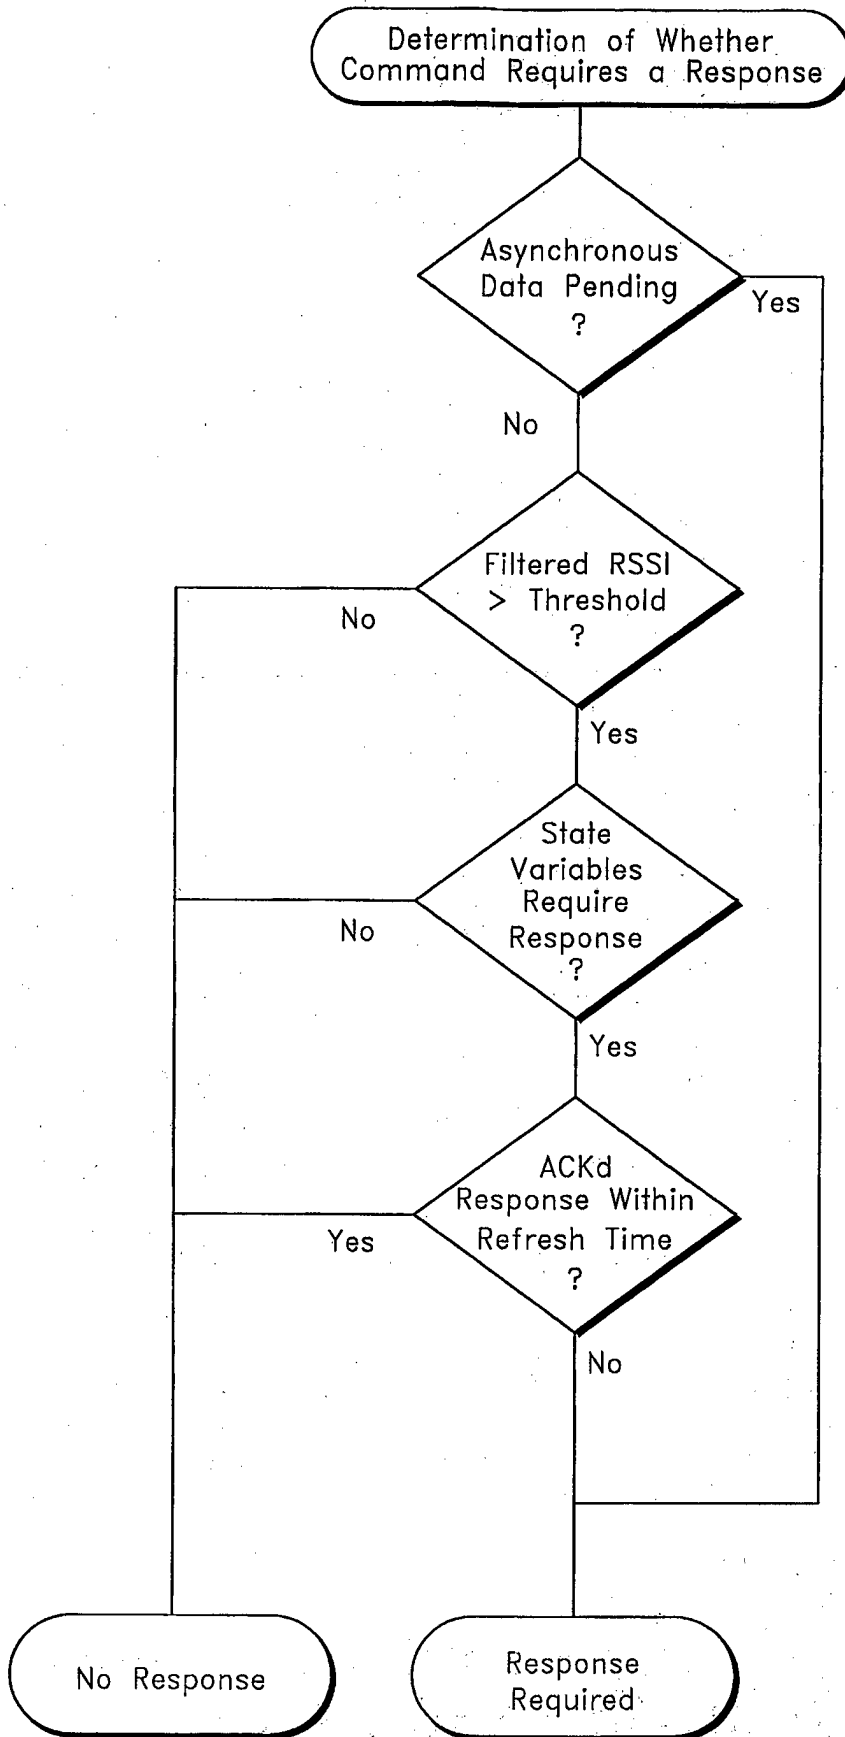 Determination of Whether
Command Requires a Response
Asynchronous
Data Pending
?
Yes
No
Filtered RSSI
> Threshold
?
No
Yes
State
Variables
Require
Response
?
No
Yes
ACKd
Response Within
Refresh Time
?
Yes
No
No Response
Response
Required